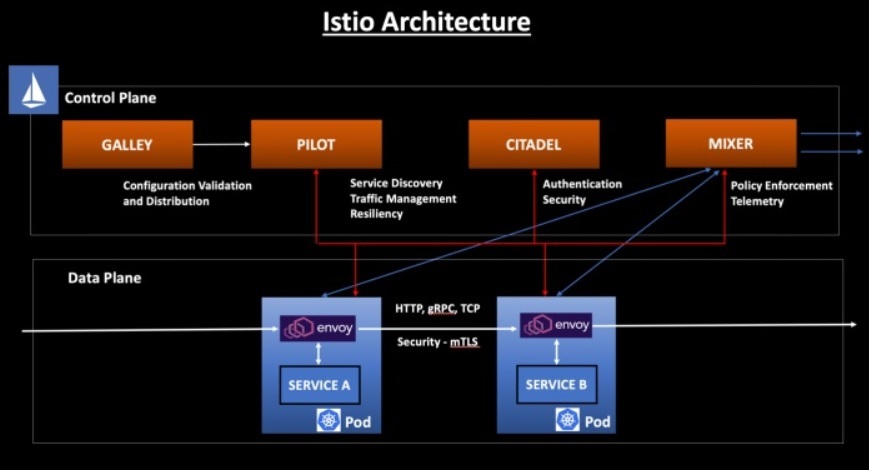 Istio Architecture
Control Plane
GALLEY
PILOT
CITADEL
MIXER
Configuration Validation
and Distribution
Service Discovery
Traffic Management
Resiliency
Authentication
Security
Policy Enforcement
Telemetry
Data Plane
HTTP, gRPC, TCP
envoy
envoy
Security - mTLS
SERVICE A
SERVICE B
Pod
Pod